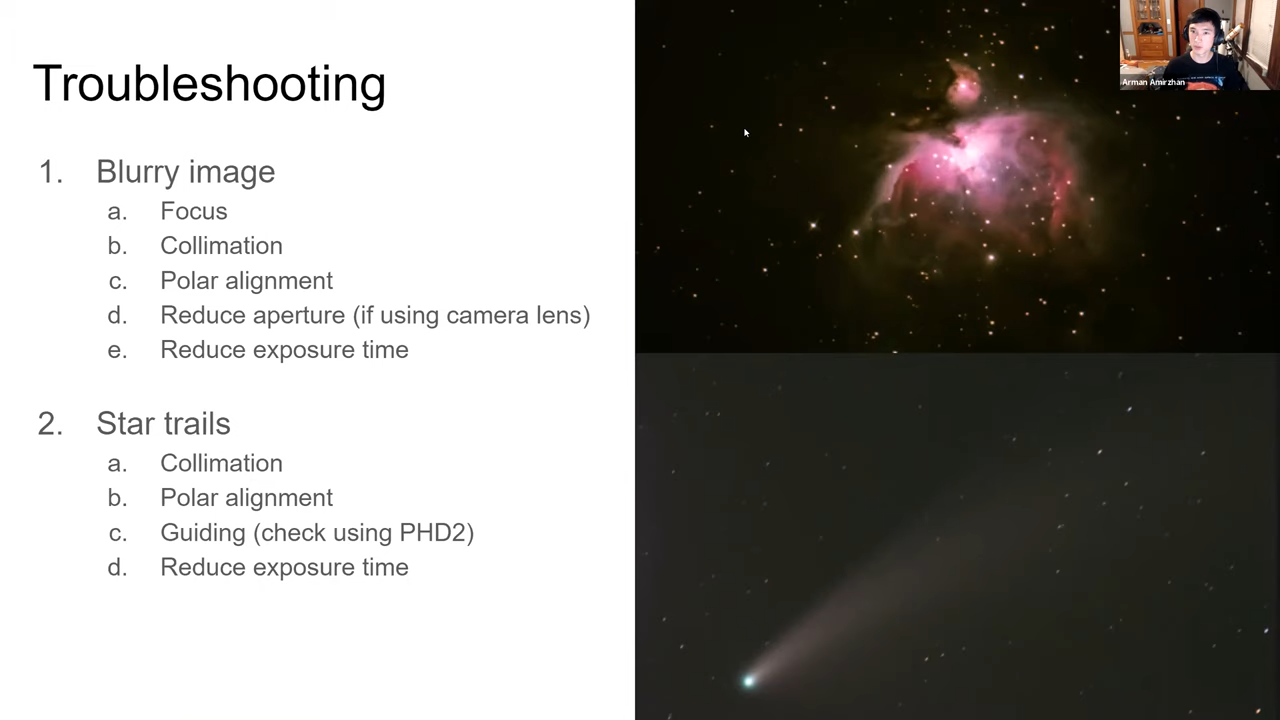 Troubleshooting
1. Blurry image
a. Focus
b. Collimation
c. Polar alignment
d. Reduce aperture (if using camera lens)
e. Reduce exposure time
2. Star trails
a. Collimation
b. Polar alignment
c. Guiding (check using PHD2)
d. Reduce exposure time
Arman Amirzhan